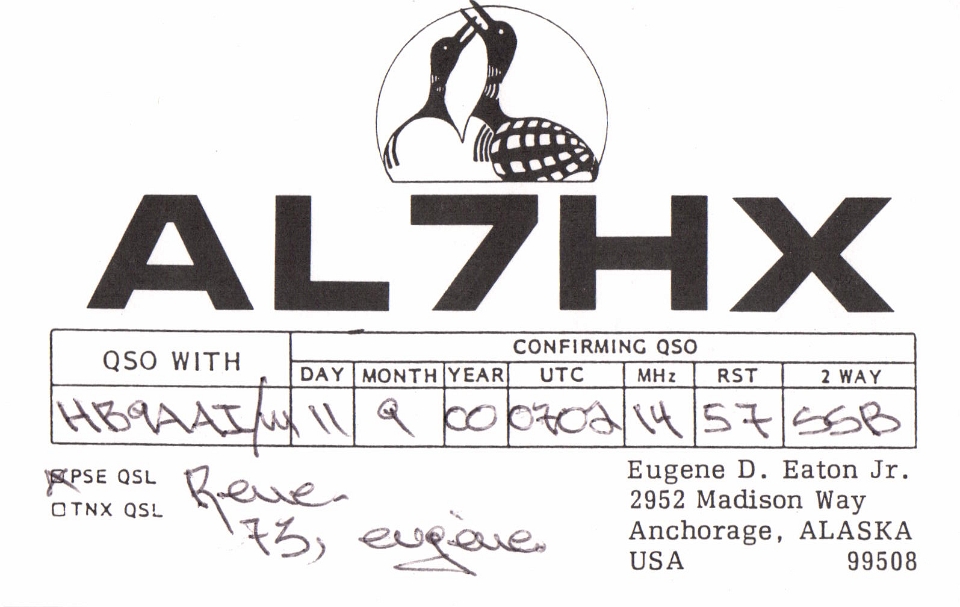 AL7HX
QSO WITH CONFIRMING QSO
DAY MONTH YEAR UTC MHz RST 2 WAY
HB9AAI/M 11 9 00 0702 14 57 SSB
PSE QSL
TNX QSL
Rene
73, eugene
Eugene D. Eaton Jr.
2952 Madison Way
Anchorage, ALASKA
USA 99508